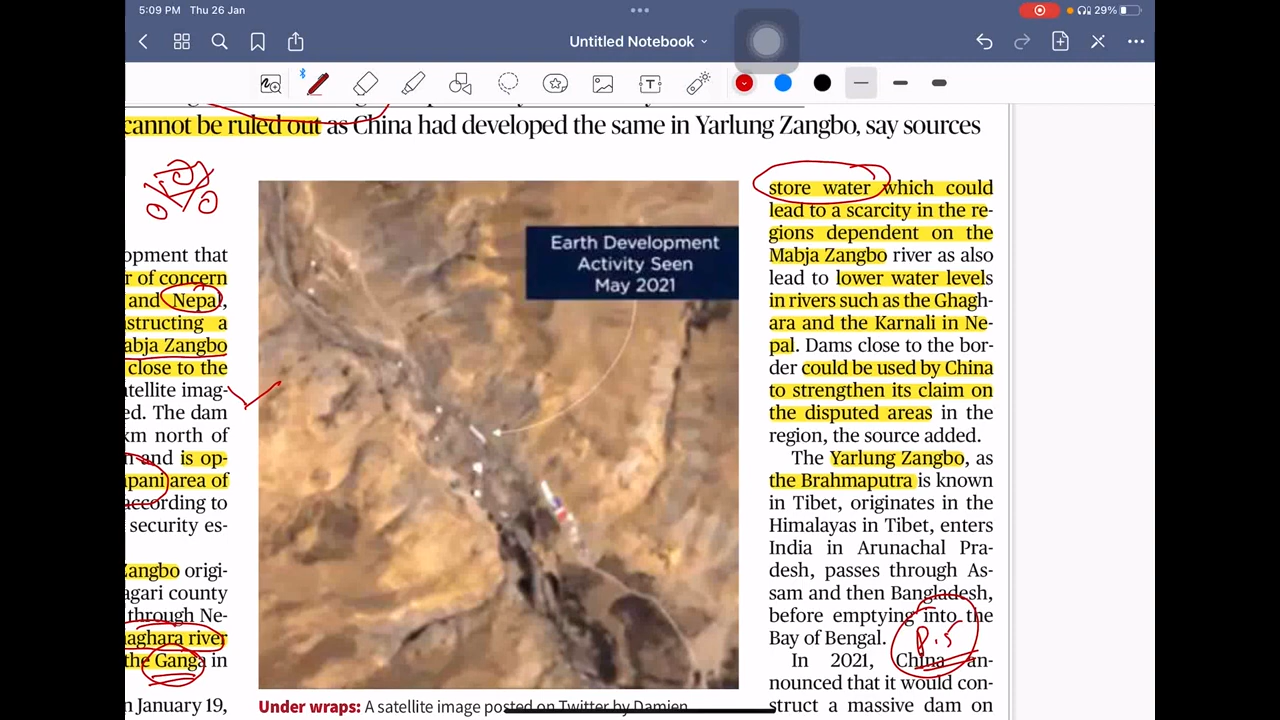 5:09 PM Thu 26 Jan
29%
Untitled Notebook
cannot be ruled out as China had developed the same in Yarlung Zangbo, say sources
opment that
r of concern
and Nepal,
structing a
abja Zangbo
close to the
atellite imag-
ed. The dam
km north of
n and is op-
pani area of
according to
security es-
Zangbo origi-
agari county
through Ne-
aghara river
the Ganga in
n January 19,
Earth Development
Activity Seen
May 2021
Under wraps: A satellite image posted on Twitter by Damien
store water which could
lead to a scarcity in the re-
gions dependent on the
Mabja Zangbo river as also
lead to lower water levels
in rivers such as the Ghagh-
ara and the Karnali in Ne-
pal. Dams close to the bor-
der could be used by China
to strengthen its claim on
the disputed areas in the
region, the source added.
The Yarlung Zangbo, as
the Brahmaputra is known
in Tibet, originates in the
Himalayas in Tibet, enters
India in Arunachal Pra-
desh, passes through As-
sam and then Bangladesh,
before emptying into the
Bay of Bengal.
In 2021, China an-
nounced that it would con-
struct a massive dam on